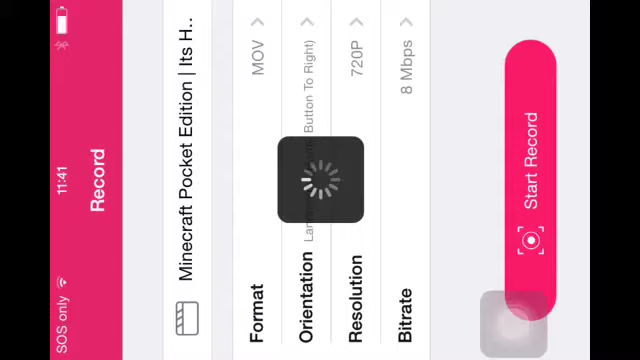 SOS only 11:41
Record
Minecraft Pocket Edition | Its H..
Format MOV
Orientation Button To Right)
Resolution 720P
Bitrate 8 Mbps
Start Record